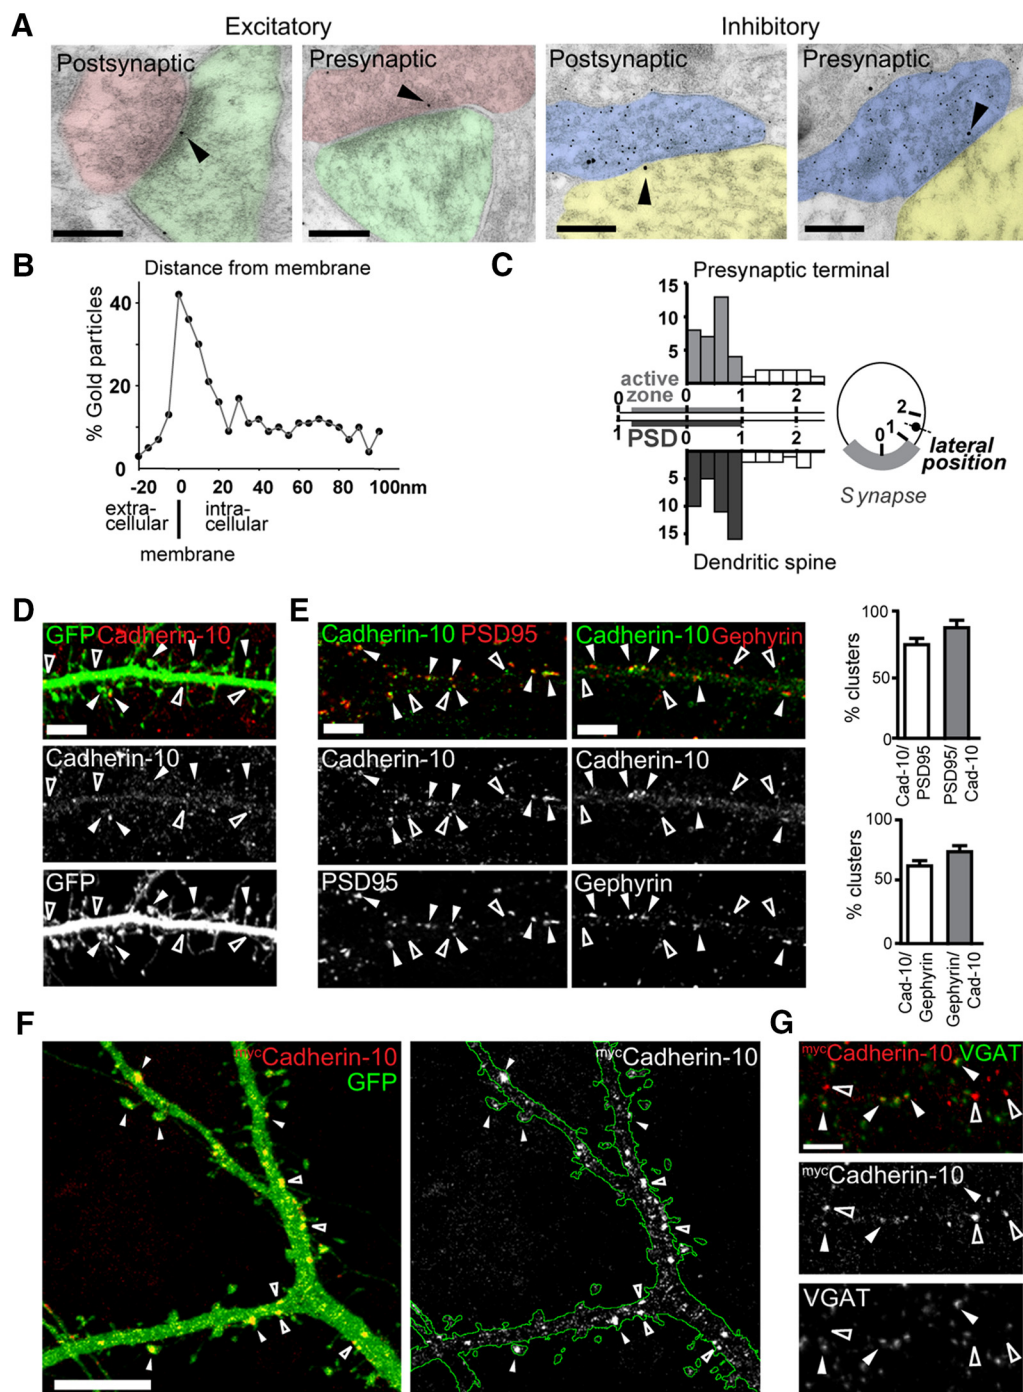 A
Excitatory
Inhibitory
Postsynaptic
Presynaptic
Postsynaptic
Presynaptic
B
Distance from membrane
% Gold particles
40
20
0
-20 0 20 40 60 80 100nm
extra-
cellular
intra-
cellular
membrane
C
Presynaptic terminal
15
10
5
active
zone
0
0 1 2
1
PSD
0 1 2
5
10
15
Dendritic spine
0 1 2
lateral
position
Synapse
D
GFP Cadherin-10
Cadherin-10
GFP
E
Cadherin-10 PSD95
Cadherin-10
PSD95
Cadherin-10 Gephyrin
Cadherin-10
Gephyrin
% clusters
100
50
0
Cad-10/
PSD95
PSD95/
Cad-10
% clusters
100
50
0
Cad-10/
Gephyrin
Gephyrin/
Cad-10
F
mycCadherin-10
GFP
mycCadherin-10
G
mycCadherin-10 VGAT
mycCadherin-10
VGAT